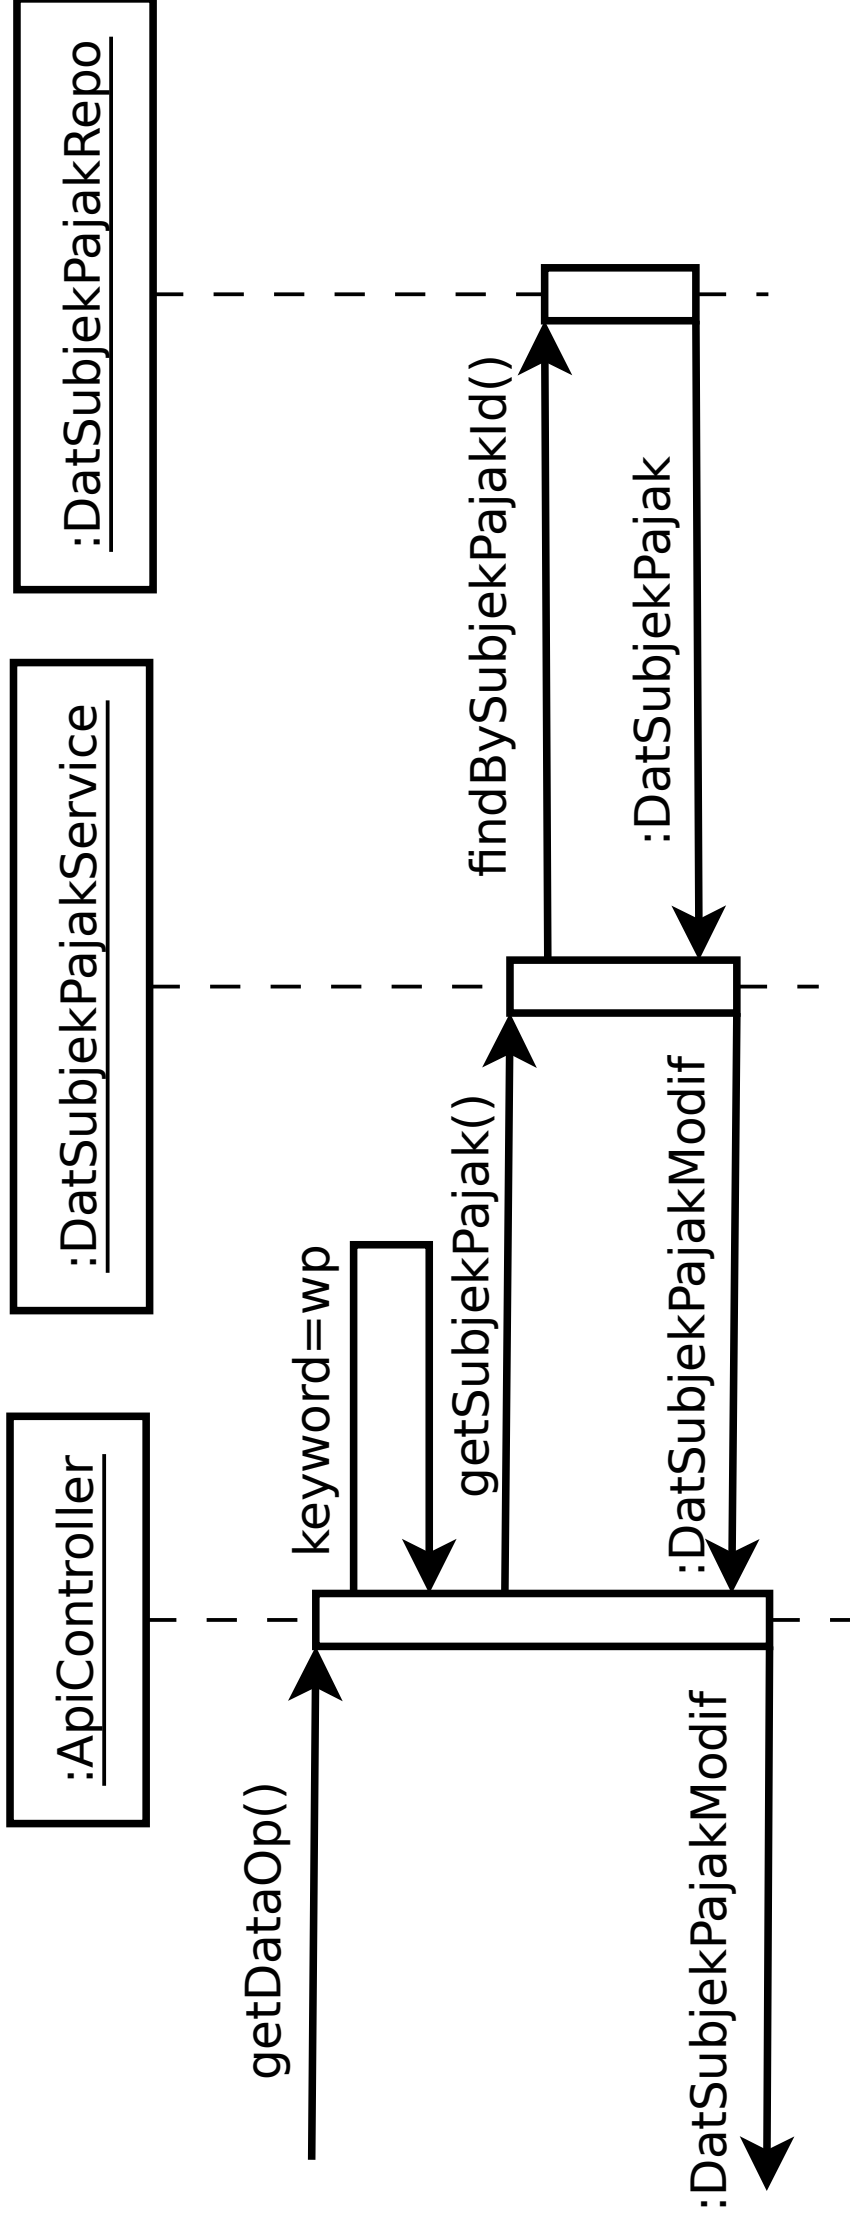 :ApiController
:DatSubjekPajakService
:DatSubjekPajakRepo
getDataOp()
keyword=wp
getSubjekPajak()
findBySubjekPajakId()
:DatSubjekPajak
:DatSubjekPajakModif
:DatSubjekPajakModif